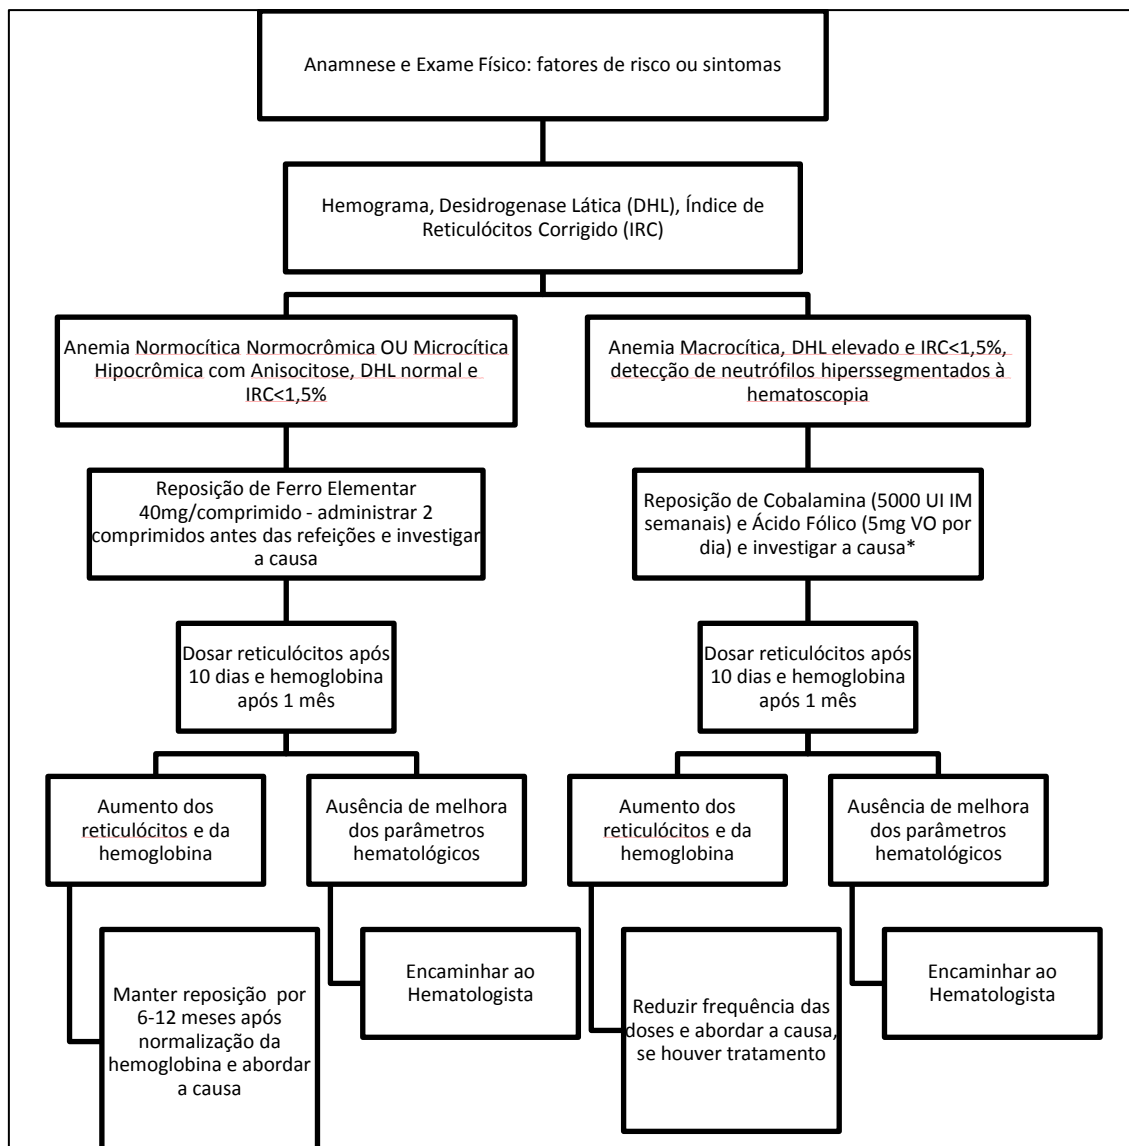 Anamnese e Exame Físico: fatores de risco ou sintomas
Hemograma, Desidrogenase Lática (DHL), Índice de
Reticulócitos Corrigido (IRC)
Anemia Normocítica Normocrômica OU Microcítica
Hipocrômica com Anisocitose, DHL normal e
IRC<1,5%
Anemia Macrocítica, DHL elevado e IRC<1,5%,
detecção de neutrófilos hiperssegmentados à
hematoscopia
Reposição de Ferro Elementar
40mg/comprimido - administrar 2
comprimidos antes das refeições e investigar
a causa
Reposição de Cobalamina (5000 UI IM
semanais) e Ácido Fólico (5mg VO por
dia) e investigar a causa*
Dosar reticulócitos após
10 dias e hemoglobina
após 1 mês
Dosar reticulócitos após
10 dias e hemoglobina
após 1 mês
Aumento dos
reticulócitos e da
hemoglobina
Ausência de melhora
dos parâmetros
hematológicos
Aumento dos
reticulócitos e da
hemoglobina
Ausência de melhora
dos parâmetros
hematológicos
Manter reposição por
6-12 meses após
normalização da
hemoglobina e abordar
a causa
Encaminhar ao
Hematologista
Reduzir frequência das
doses e abordar a causa,
se houver tratamento
Encaminhar ao
Hematologista